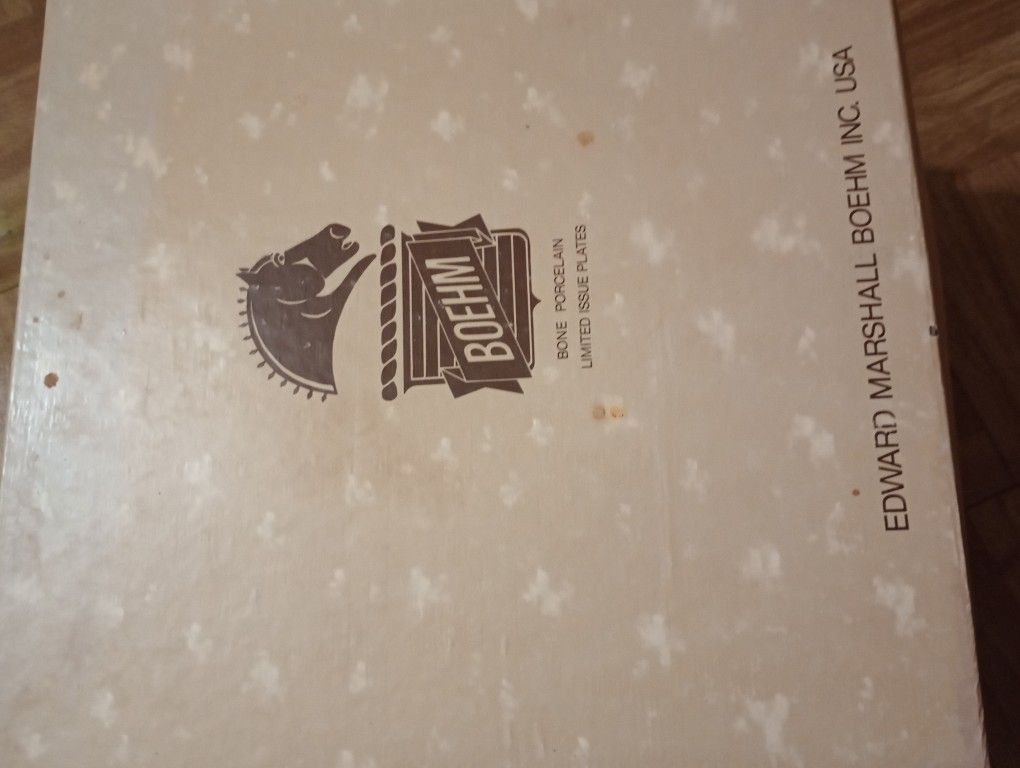 BOEHM
BONE PORCELAIN
LIMITED ISSUE PLATES
EDWARD MARSHALL BOEHM INC. USA